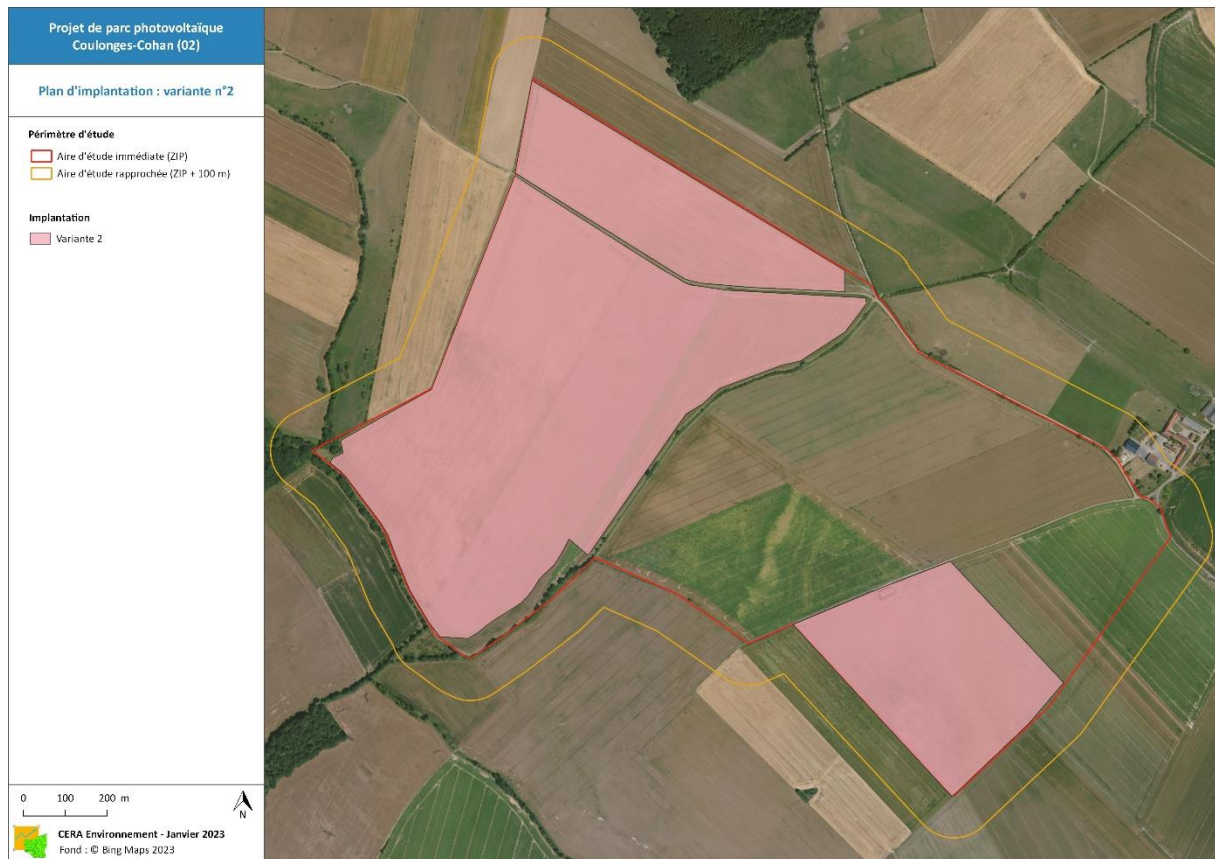 Projet de parc photovoltaïque
Coulonges-Cohan (02)
Plan d'implantation : variante n°2
Périmètre d'étude
Aire d'étude immédiate (ZIP)
Aire d'étude rapprochée (ZIP + 100 m)
Implantation
Variante 2
0 100 200 m
N
CERA Environnement - Janvier 2023
Fond : © Bing Maps 2023